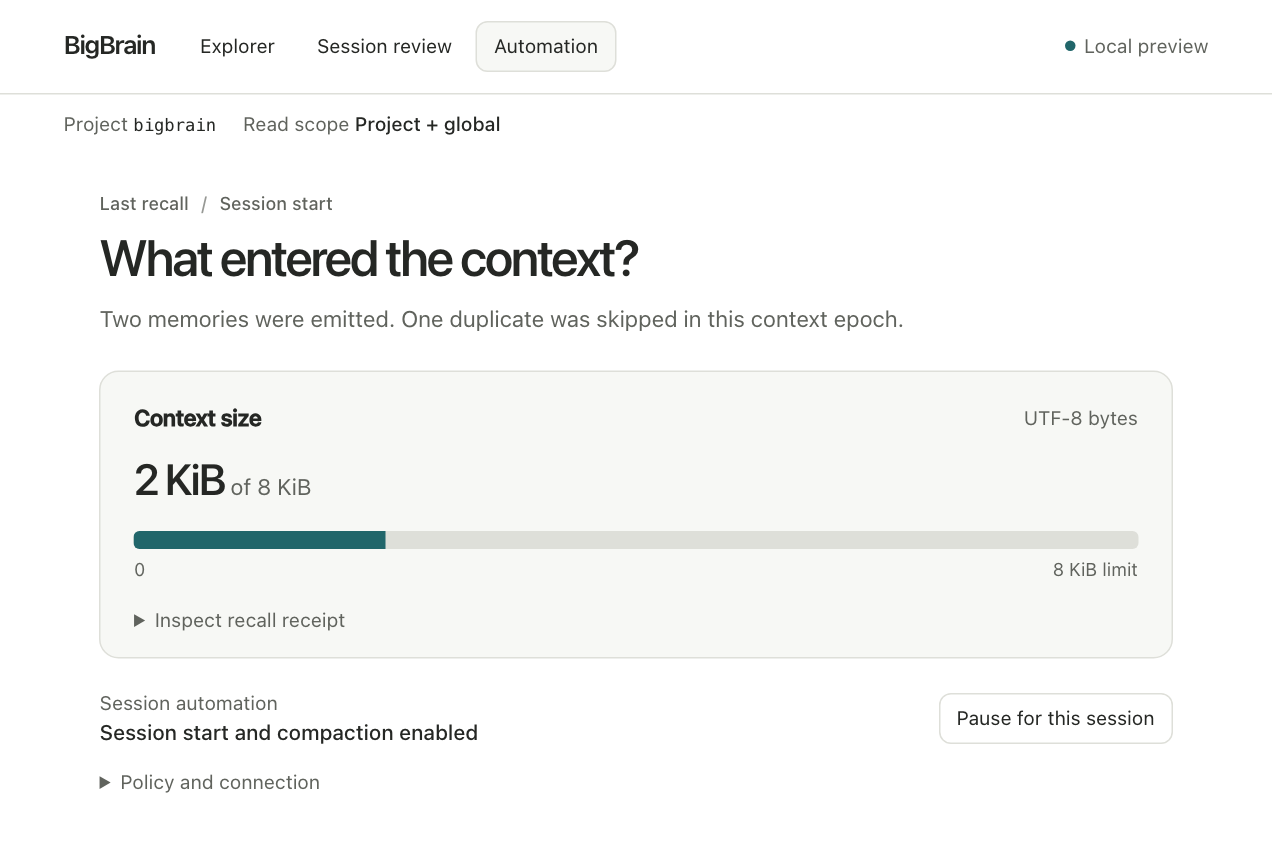 BigBrain Explorer Session review Automation Local preview
Project bigbrain Read scope Project + global
Last recall / Session start
What entered the context?
Two memories were emitted. One duplicate was skipped in this context epoch.
Context size UTF-8 bytes
2 KiB of 8 KiB
0 8 KiB limit
Inspect recall receipt
Session automation
Session start and compaction enabled
Pause for this session
Policy and connection